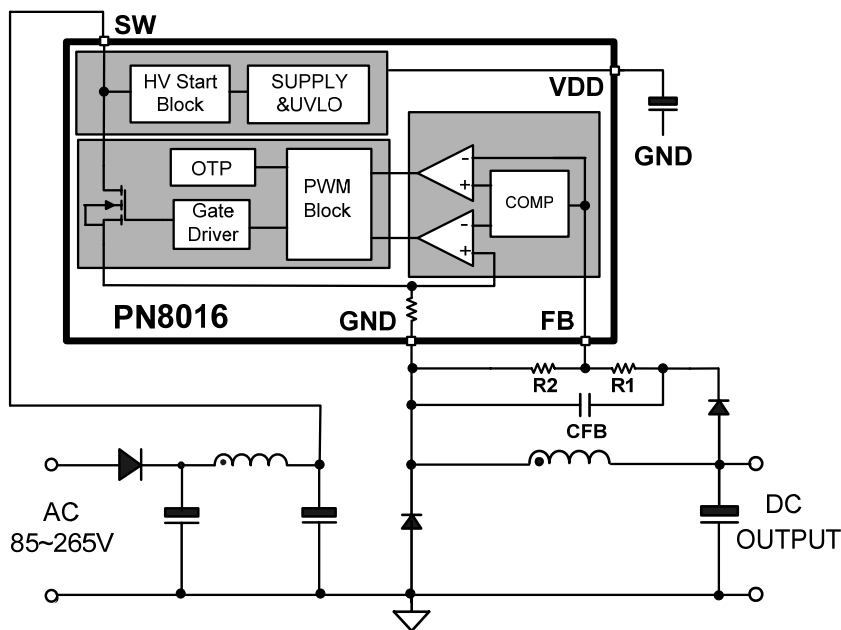 SW
HV Start
Block
SUPPLY
&UVLO
VDD
GND
OTP
PWM
Block
Gate
Driver
-
+
-
+
COMP
PN8016
GND
FB
R2
R1
CFB
AC
85~265V
DC
OUTPUT